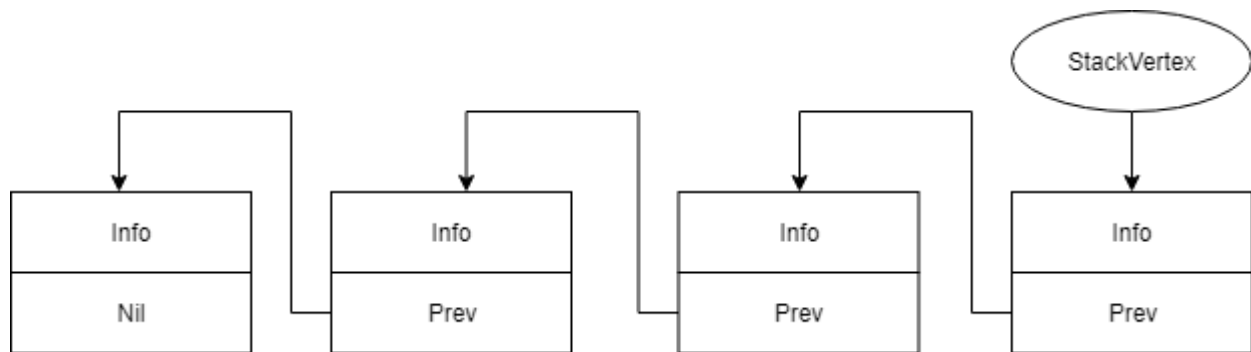 StackVertex
Info
Info
Info
Info
Nil
Prev
Prev
Prev